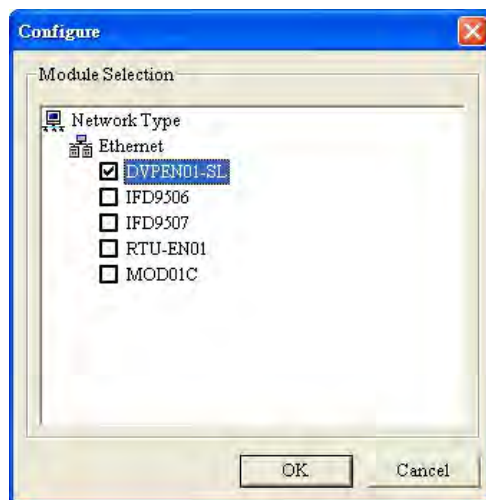 Configure
Module Selection
Network Type
Ethernet
DVPEN01-SL
IFD9506
IFD9507
RTU-EN01
MOD01C
OK
Cancel